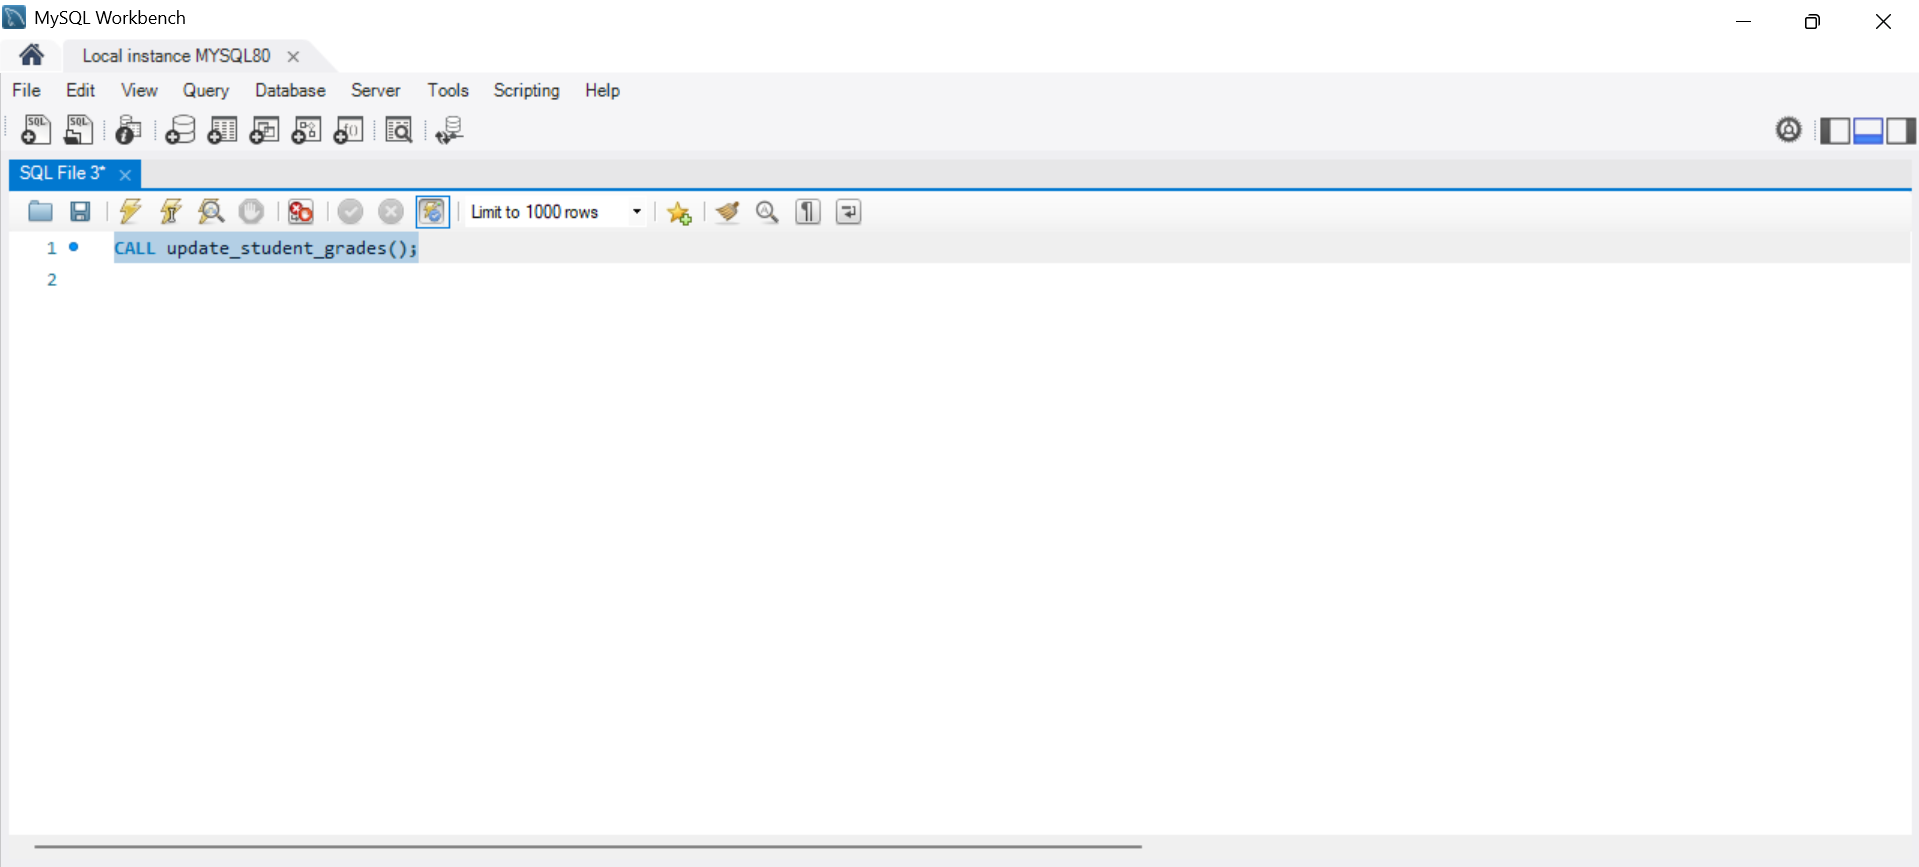 MySQL Workbench
Local instance MYSQL80
File Edit View Query Database Server Tools Scripting Help
SQL File 3*
Limit to 1000 rows
1 CALL update_student_grades();
2